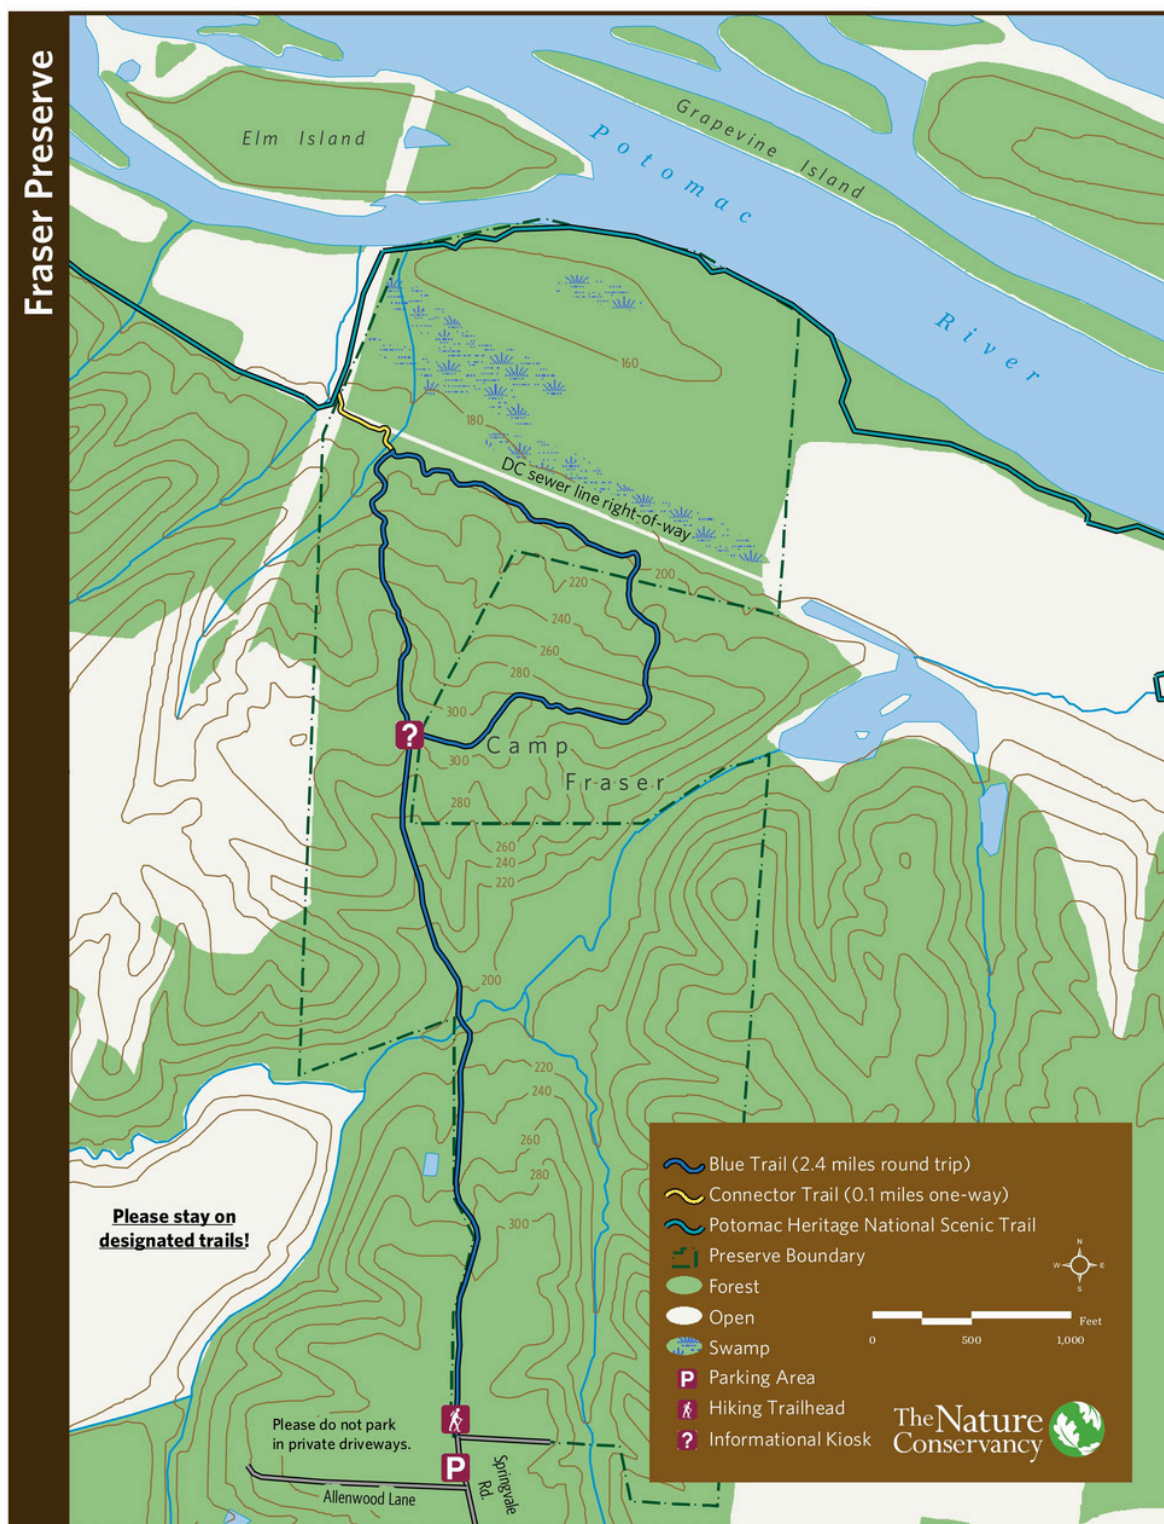 Fraser Preserve
Elm Island
Grapevine Island
Potomac
River
160
180
DC sewer line right-of-way
200
220
240
260
280
300
Camp
Fraser
300
280
260
240
220
200
220
240
260
280
300
Please stay on
designated trails!
Please do not park
in private driveways.
Allenwood Lane
Springvale
Rd.
Blue Trail (2.4 miles round trip)
Connector Trail (0.1 miles one-way)
Potomac Heritage National Scenic Trail
Preserve Boundary
Forest
Open
Swamp
P Parking Area
Hiking Trailhead
? Informational Kiosk
N
W E
S
Feet
0 500 1,000
The Nature
Conservancy
?
P